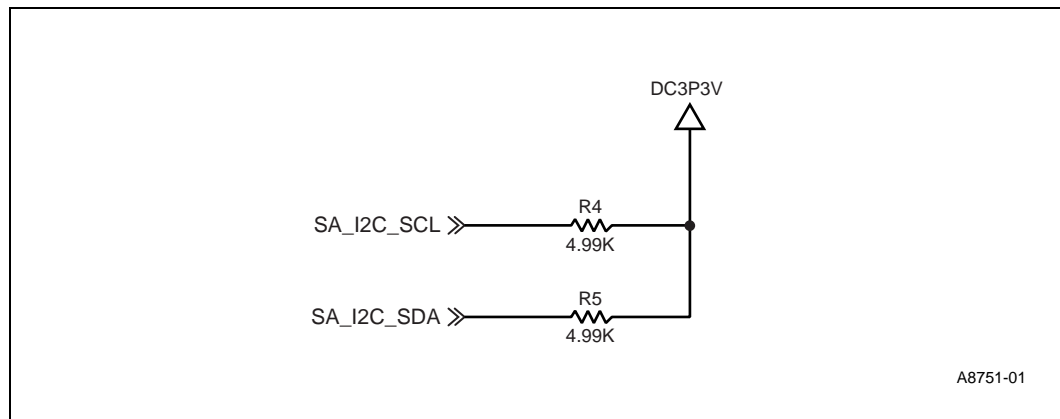 DC3P3V
R4
SA_I2C_SCL
4.99K
R5
SA_I2C_SDA
4.99K
A8751-01